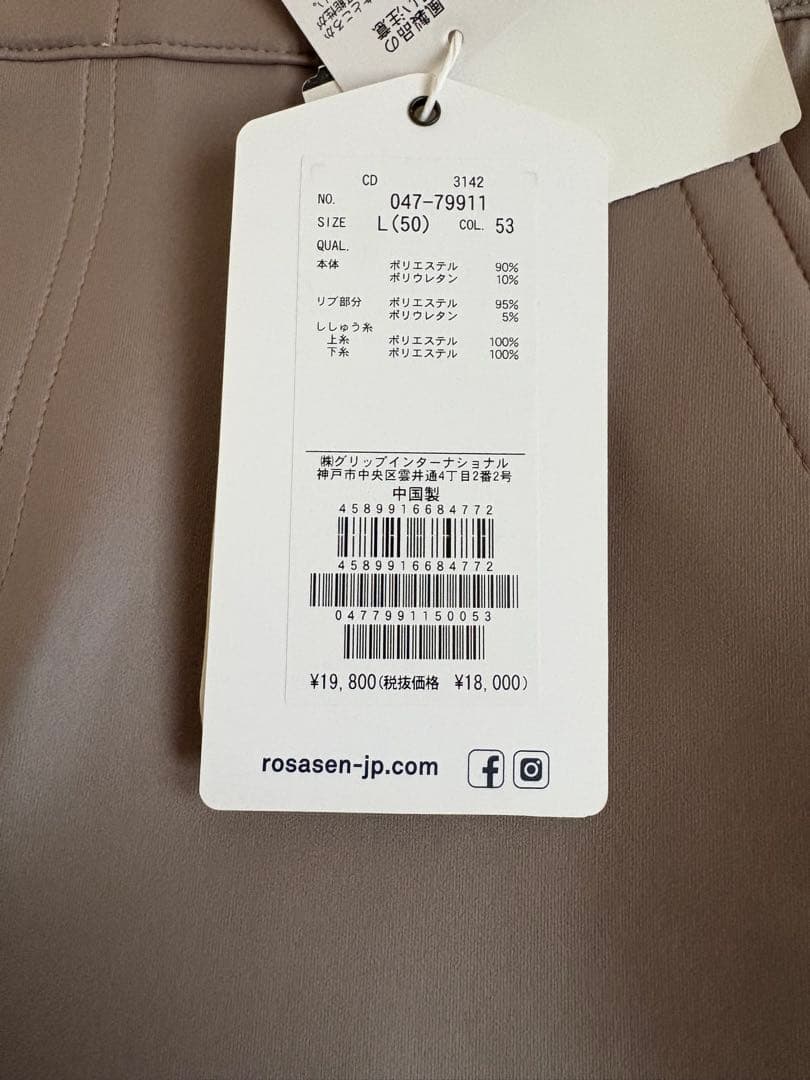 CD 3142
NO. 047-79911
SIZE L(50) COL. 53
QUAL.
本体 ポリエステル 90%
ポリウレタン 10%
リブ部分 ポリエステル 95%
ポリウレタン 5%
ししゅう糸
上糸 ポリエステル 100%
下糸 ポリエステル 100%
㈱グリップインターナショナル
神戸市中央区雲井通4丁目2番2号
中国製
4589916684772
4589916684772
0477991150053
¥19,800(税抜価格 ¥18,000)
rosasen-jp.com